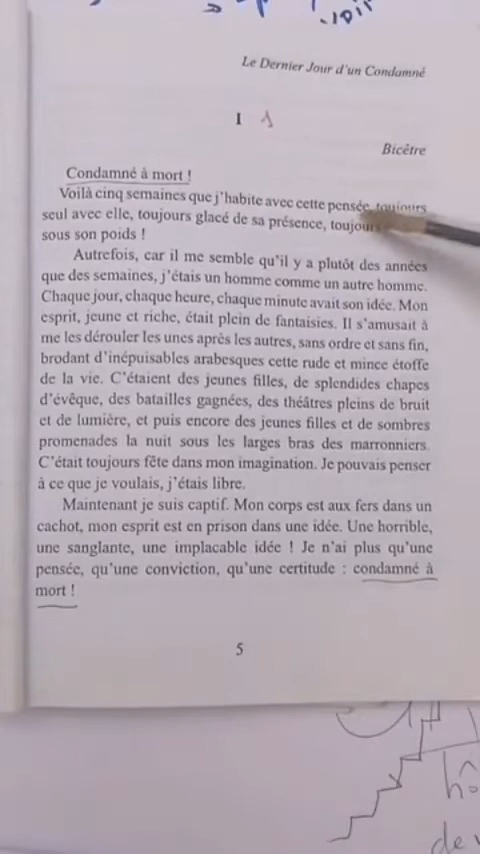 Le Dernier Jour d'un Condamné
I 1
Bicêtre
Condamné à mort !
Voilà cinq semaines que j'habite avec cette pensée, toujours
seul avec elle, toujours glacé de sa présence, toujours
sous son poids !
Autrefois, car il me semble qu'il y a plutôt des années
que des semaines, j'étais un homme comme un autre homme.
Chaque jour, chaque heure, chaque minute avait son idée. Mon
esprit, jeune et riche, était plein de fantaisies. Il s'amusait à
me les dérouler les unes après les autres, sans ordre et sans fin,
brodant d'inépuisables arabesques cette rude et mince étoffe
de la vie. C'étaient des jeunes filles, de splendides chapes
d'évêque, des batailles gagnées, des théâtres pleins de bruit
et de lumière, et puis encore des jeunes filles et de sombres
promenades la nuit sous les larges bras des marronniers.
C'était toujours fête dans mon imagination. Je pouvais penser
à ce que je voulais, j'étais libre.
Maintenant je suis captif. Mon corps est aux fers dans un
cachot, mon esprit est en prison dans une idée. Une horrible,
une sanglante, une implacable idée ! Je n'ai plus qu'une
pensée, qu'une conviction, qu'une certitude : condamné à
mort !
5